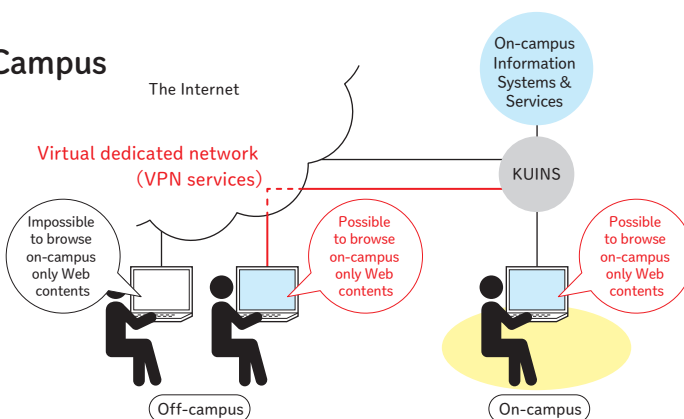 Campus
The Internet
On-campus
Information
Systems &
Services
Virtual dedicated network
(VPN services)
KUINS
Impossible
to browse
on-campus
only Web
contents
Possible
to browse
on-campus
only Web
contents
Possible
to browse
on-campus
only Web
contents
Off-campus
On-campus